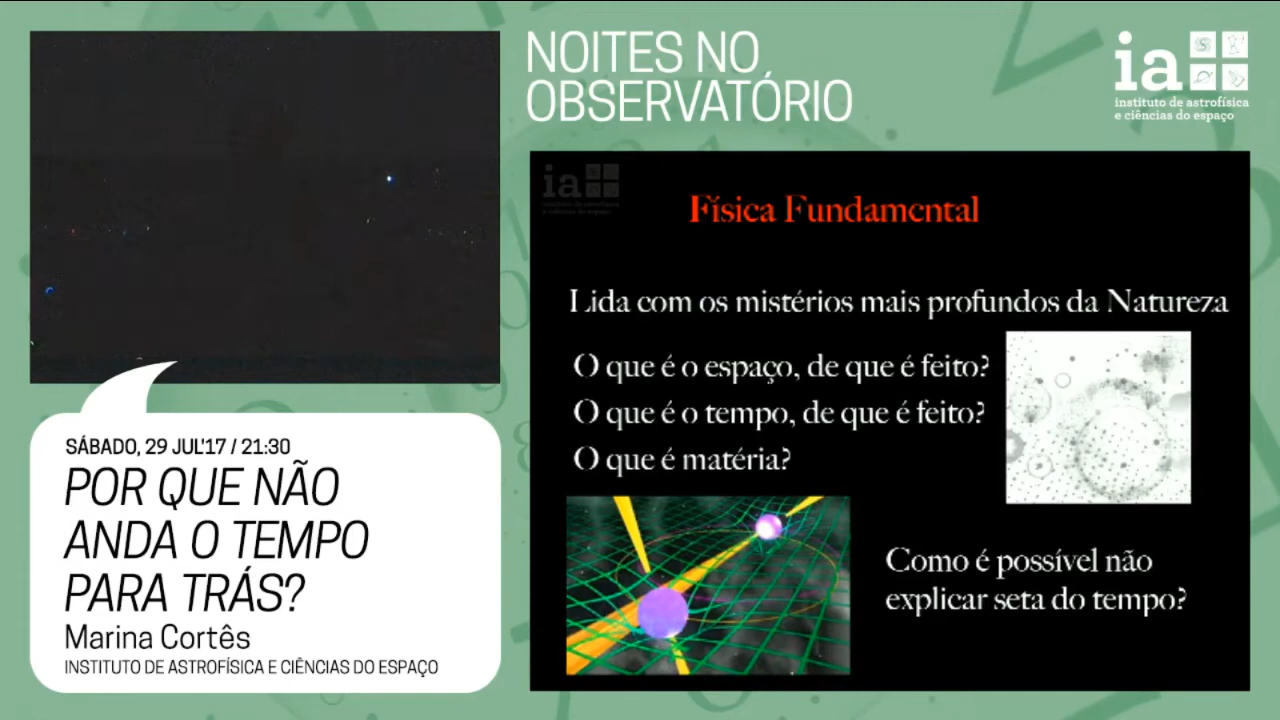 NOITES NO
OBSERVATÓRIO
ia
instituto de astrofísica
e ciências do espaço
ia
Física Fundamental
Lida com os mistérios mais profundos da Natureza
O que é o espaço, de que é feito?
O que é o tempo, de que é feito?
O que é matéria?
Como é possível não
explicar seta do tempo?
SÁBADO, 29 JUL'17 / 21:30
POR QUE NÃO
ANDA O TEMPO
PARA TRÁS?
Marina Cortês
INSTITUTO DE ASTROFÍSICA E CIÊNCIAS DO ESPAÇO